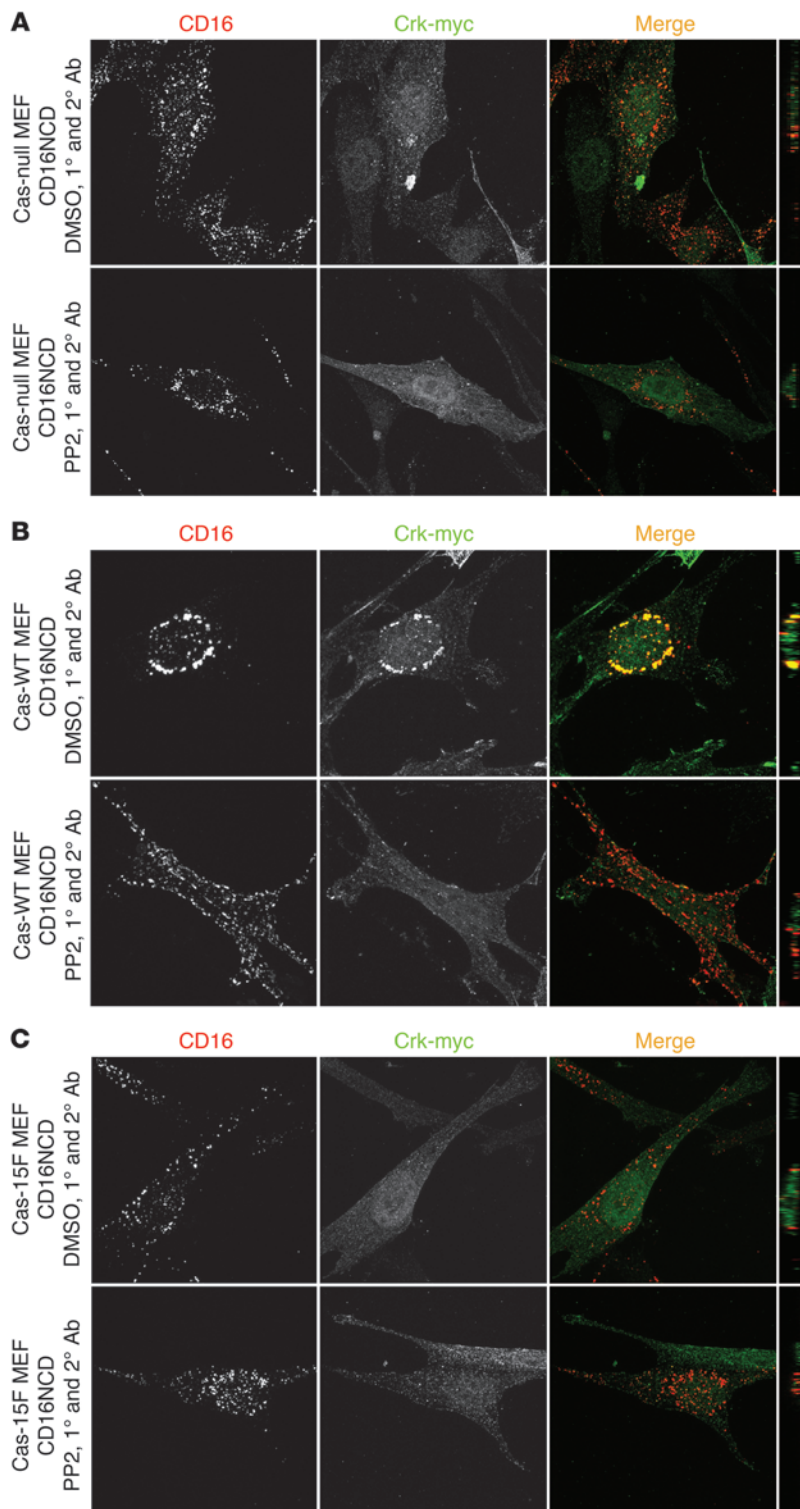 A
CD16 Crk-myc Merge
Cas-null MEF
CD16NCD
DMSO, 1° and 2° Ab
Cas-null MEF
CD16NCD
PP2, 1° and 2° Ab
B
CD16 Crk-myc Merge
Cas-WT MEF
CD16NCD
DMSO, 1° and 2° Ab
Cas-WT MEF
CD16NCD
PP2, 1° and 2° Ab
C
CD16 Crk-myc Merge
Cas-15F MEF
CD16NCD
DMSO, 1° and 2° Ab
Cas-15F MEF
CD16NCD
PP2, 1° and 2° Ab